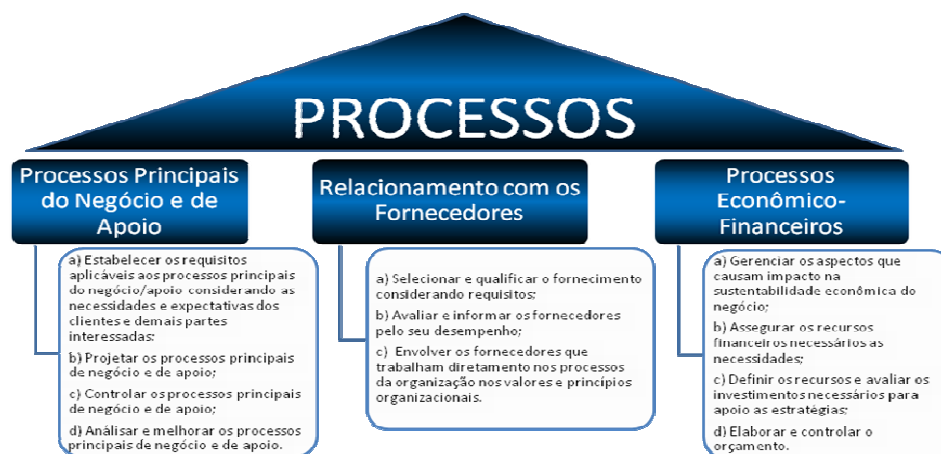 PROCESSOS
Processos Principais
do Negócio e de
Apoio
a) Estabelecer os requisitos
aplicáveis aos processos principais
do negócio/apoio considerando as
necessidades e expectativas dos
clientes e demais partes
interessadas;
b) Projetar os processos principais
de negócio e de apoio;
c) Controlar os processos principais
de negócio e de apoio;
d) Análisar e melhorar os processos
principais de negócio e de apoio.
Relacionamento com os
Fornecedores
a) Selecionar e qualificar o fornecimento
considerando requisitos;
b) Avaliar e informar os fornecedores
pelo seu desempenho;
c) Envolver os fornecedores que
trabalham diretamente nos processos
da organização nos valores e princípios
organizacionais.
Processos
Econômico-
Financeiros
a) Gerenciar os aspectos que
causam impacto na
sustentabilidade econômica do
negócio;
b) Assegurar os recursos
financeiros necessários as
necessidades;
c) Definir os recursos e avaliar os
investimentos necessários para
apoio as estratégias;
d) Elaborar e controlar o
orçamento.